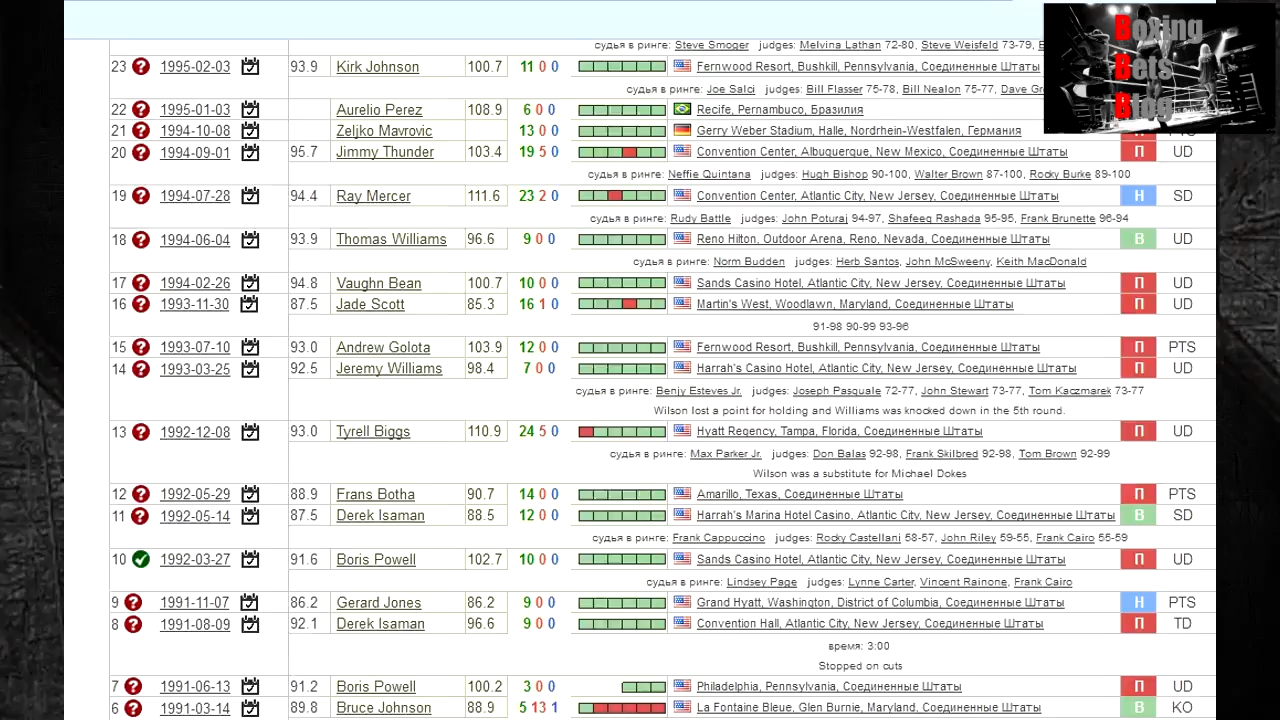 судья в ринге: Steve Smoger judges: Melvina Lathan 72-80, Steve Weisfeld 73-79,
23 1995-02-03 93.9 Kirk Johnson 100.7 11 0 0 Fernwood Resort, Bushkill, Pennsylvania, Соединенные Штаты
судья в ринге: Joe Salci judges: Bill Flasser 75-78, Bill Nealon 75-77,
22 1995-01-03 Aurelio Perez 108.9 6 0 0 Recife, Pernambuco, Бразилия
21 1994-10-08 Zeljko Mavrovic 13 0 0 Gerry Weber Stadium, Halle, Nordrhein-Westfalen, Германия PTS
20 1994-09-01 95.7 Jimmy Thunder 103.4 19 5 0 Convention Center, Albuquerque, New Mexico, Соединенные Штаты П UD
судья в ринге: Neffie Quintana judges: Hugh Bishop 90-100, Walter Brown 87-100, Rocky Burke 89-100
19 1994-07-28 94.4 Ray Mercer 111.6 23 2 0 Convention Center, Atlantic City, New Jersey, Соединенные Штаты Н SD
судья в ринге: Rudy Battle judges: John Poturaj 94-97, Shafeeq Rashada 95-95, Frank Brunette 96-94
18 1994-06-04 93.9 Thomas Williams 96.6 9 0 0 Reno Hilton, Outdoor Arena, Reno, Nevada, Соединенные Штаты В UD
судья в ринге: Norm Budden judges: Herb Santos, John McSweeny, Keith MacDonald
17 1994-02-26 94.8 Vaughn Bean 100.7 10 0 0 Sands Casino Hotel, Atlantic City, New Jersey, Соединенные Штаты П UD
16 1993-11-30 87.5 Jade Scott 85.3 16 1 0 Martin's West, Woodlawn, Maryland, Соединенные Штаты П UD
91-98 90-99 93-96
15 1993-07-10 93.0 Andrew Golota 103.9 12 0 0 Fernwood Resort, Bushkill, Pennsylvania, Соединенные Штаты П PTS
14 1993-03-25 92.5 Jeremy Williams 98.4 7 0 0 Harrah's Casino Hotel, Atlantic City, New Jersey, Соединенные Штаты П UD
судья в ринге: Benjy Esteves Jr. judges: Joseph Pasquale 72-77, John Stewart 73-77, Tom Kaczmarek 73-77
Wilson lost a point for holding and Williams was knocked down in the 5th round.
13 1992-12-08 93.0 Tyrell Biggs 110.9 24 5 0 Hyatt Regency, Tampa, Florida, Соединенные Штаты П UD
судья в ринге: Max Parker Jr. judges: Don Balas 92-98, Frank Skilbred 92-98, Tom Brown 92-99
Wilson was a substitute for Michael Dokes
12 1992-05-29 88.9 Frans Botha 90.7 14 0 0 Amarillo, Texas, Соединенные Штаты П PTS
11 1992-05-14 87.5 Derek Isaman 88.5 12 0 0 Harrah's Marina Hotel Casino, Atlantic City, New Jersey, Соединенные Штаты В SD
судья в ринге: Frank Cappuccino judges: Rocky Castellani 58-57, John Riley 59-55, Frank Cairo 55-59
10 1992-03-27 91.6 Boris Powell 102.7 10 0 0 Sands Casino Hotel, Atlantic City, New Jersey, Соединенные Штаты П UD
судья в ринге: Lindsey Page judges: Lynne Carter, Vincent Rainone, Frank Cairo
9 1991-11-07 86.2 Gerard Jones 86.2 9 0 0 Grand Hyatt, Washington, District of Columbia, Соединенные Штаты Н PTS
8 1991-08-09 92.1 Derek Isaman 96.6 9 0 0 Convention Hall, Atlantic City, New Jersey, Соединенные Штаты П TD
время: 3:00
Stopped on cuts
7 1991-06-13 91.2 Boris Powell 100.2 3 0 0 Philadelphia, Pennsylvania, Соединенные Штаты П UD
6 1991-03-14 89.8 Bruce Johnson 88.9 5 13 1 La Fontaine Bleue, Glen Burnie, Maryland, Соединенные Штаты В KO
Boxing
Bets
Blog